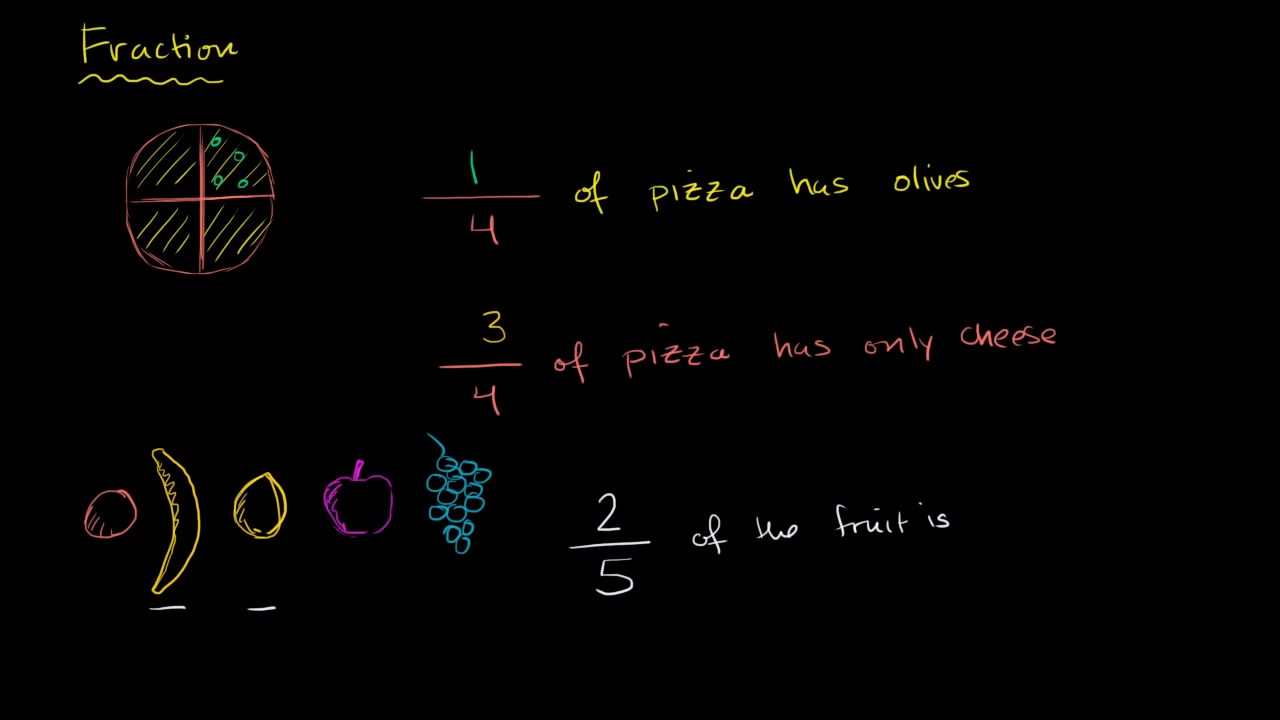 Fraction
1/4 of pizza has olives
3/4 of pizza has only cheese
2/5 of the fruit is